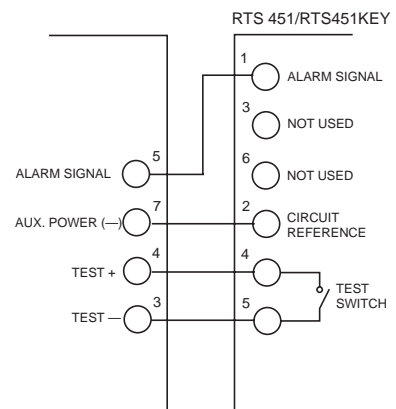 RTS 451/RTS451KEY
1
ALARM SIGNAL
3
NOT USED
6
NOT USED
5
ALARM SIGNAL
7
AUX. POWER (—)
2
CIRCUIT
REFERENCE
4
TEST +
4
TEST
SWITCH
3
TEST —
5